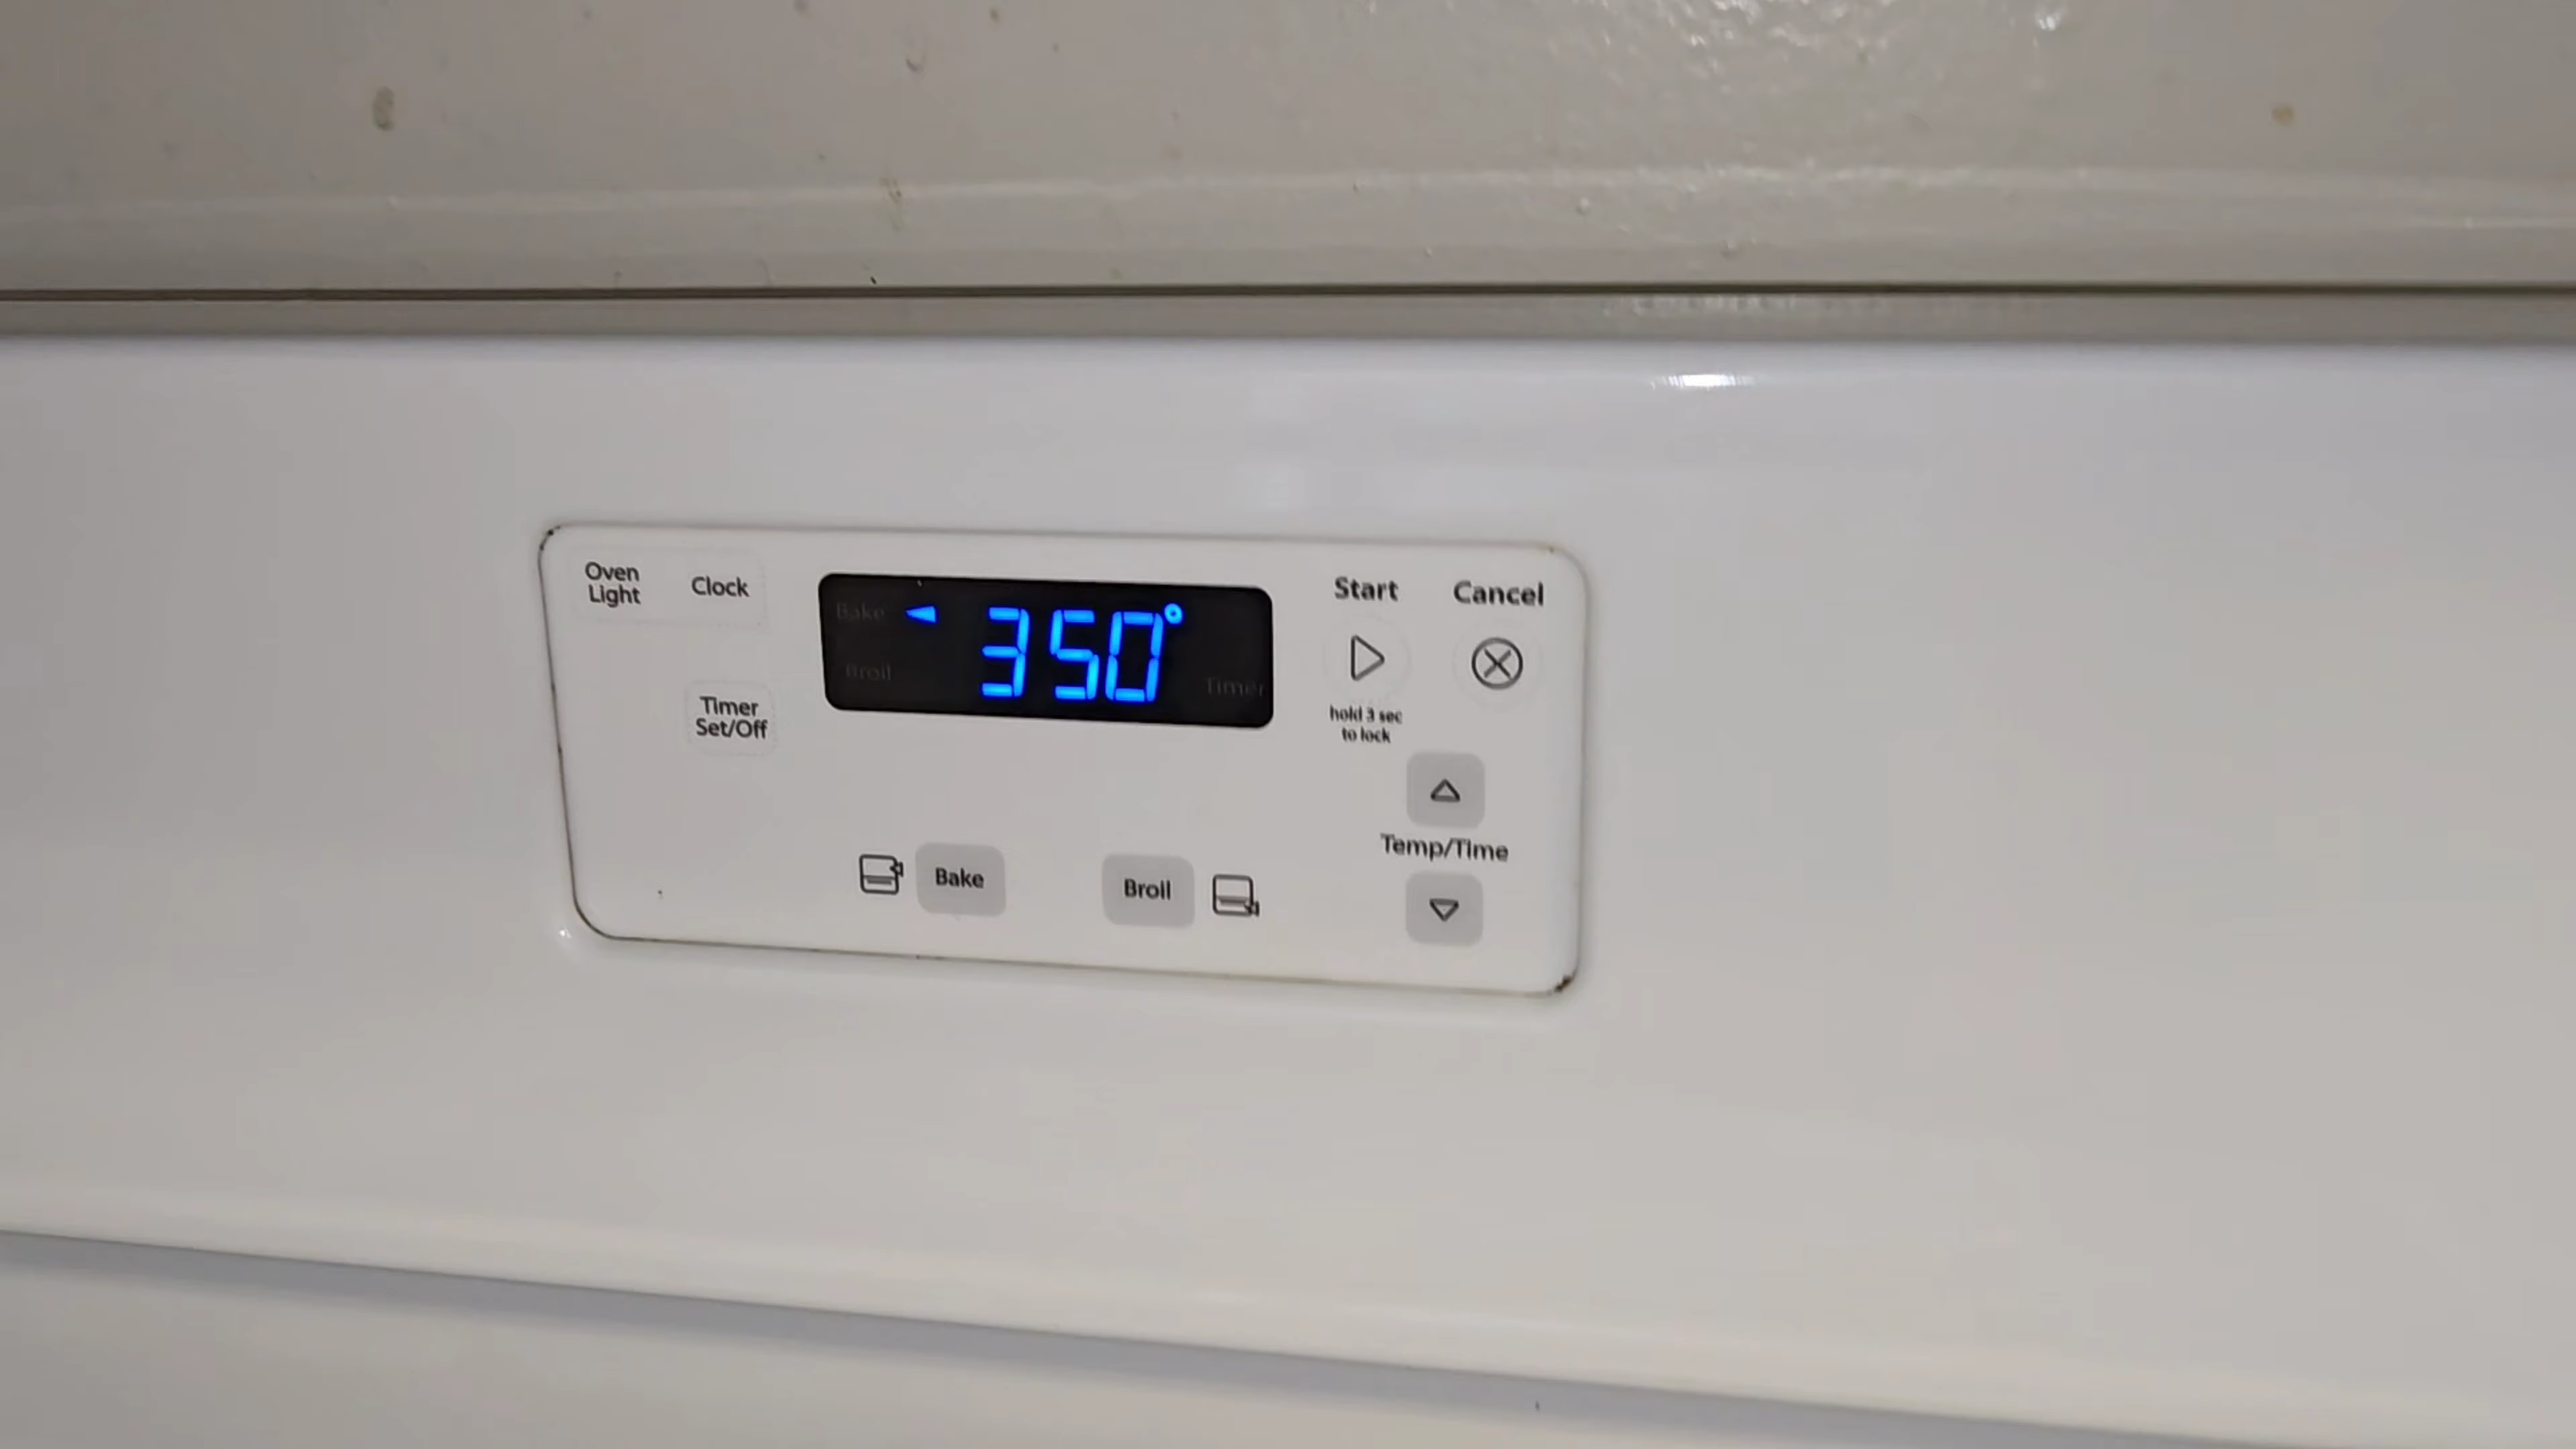 Oven
Light
Clock
Timer
Set/Off
Bake
350°
Broil
Timer
Start
Cancel
hold 3 sec
to lock
Temp/Time
Bake
Broil